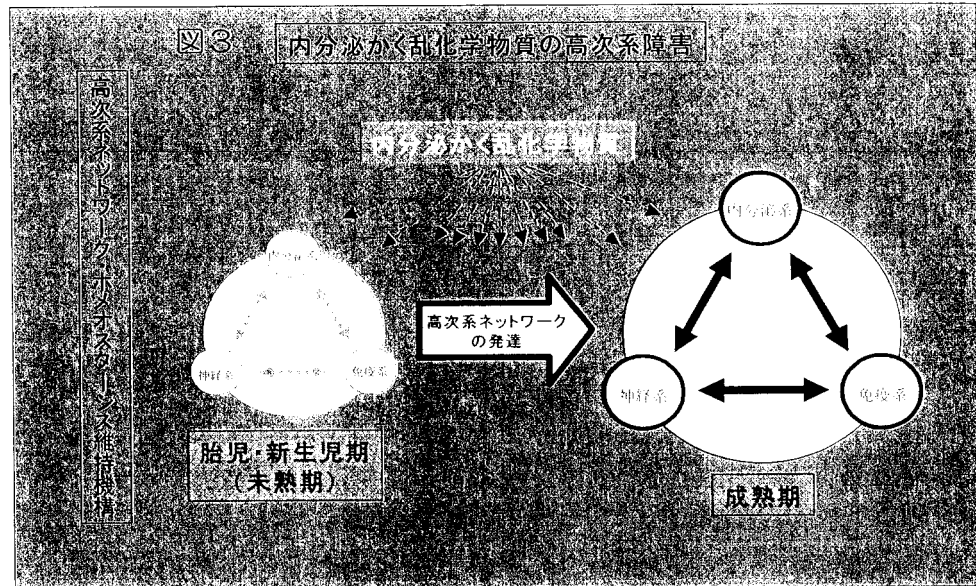 図3
内分泌かく乱化学物質の高次系障害
高次系ネットワーク・ホメオスターシス維持機構
内分泌かく乱化学物質
内分泌系
神経系
免疫系
胎児・新生児期
(未熟期)
高次系ネットワーク
の発達
内分泌系
神経系
免疫系
成熟期